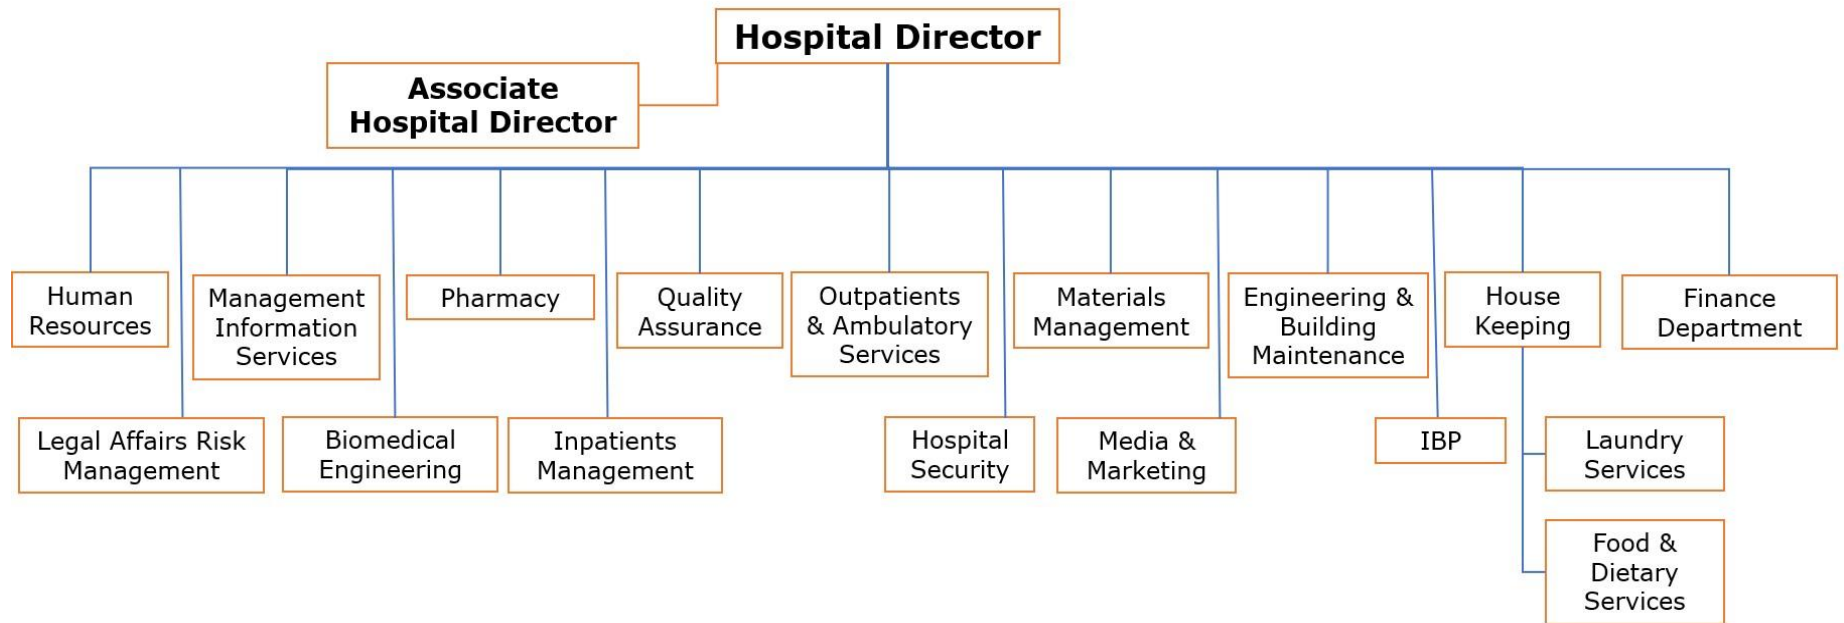 Hospital Director
Associate
Hospital Director
Human
Resources
Management
Information
Services
Pharmacy
Quality
Assurance
Outpatients
& Ambulatory
Services
Materials
Management
Engineering &
Building
Maintenance
House
Keeping
Finance
Department
Legal Affairs Risk
Management
Biomedical
Engineering
Inpatients
Management
Hospital
Security
Media &
Marketing
IBP
Laundry
Services
Food &
Dietary
Services